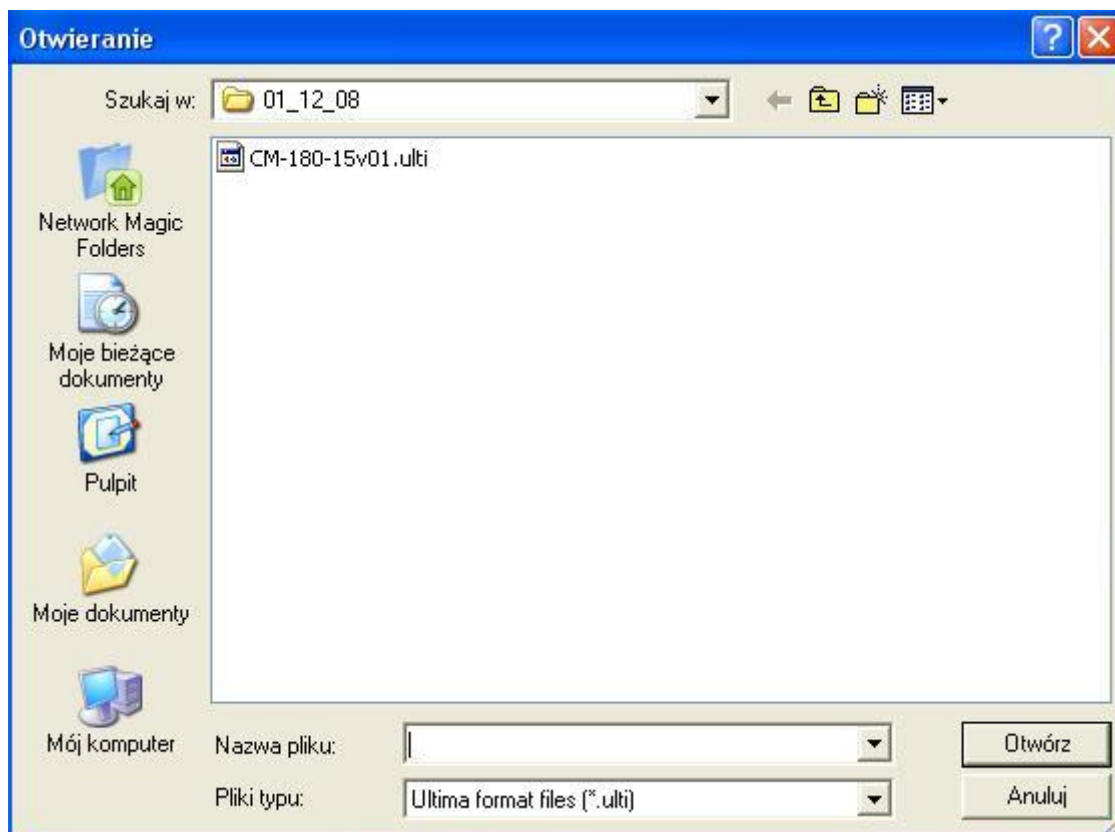 Otwieranie
Szukaj w:
01_12_08
CM-180-15v01.ulti
Network Magic
Folders
Moje bieżące
dokumenty
Pulpit
Moje dokumenty
Mój komputer
Nazwa pliku:
Otwórz
Pliki typu:
Ultima format files (*.ulti)
Anuluj